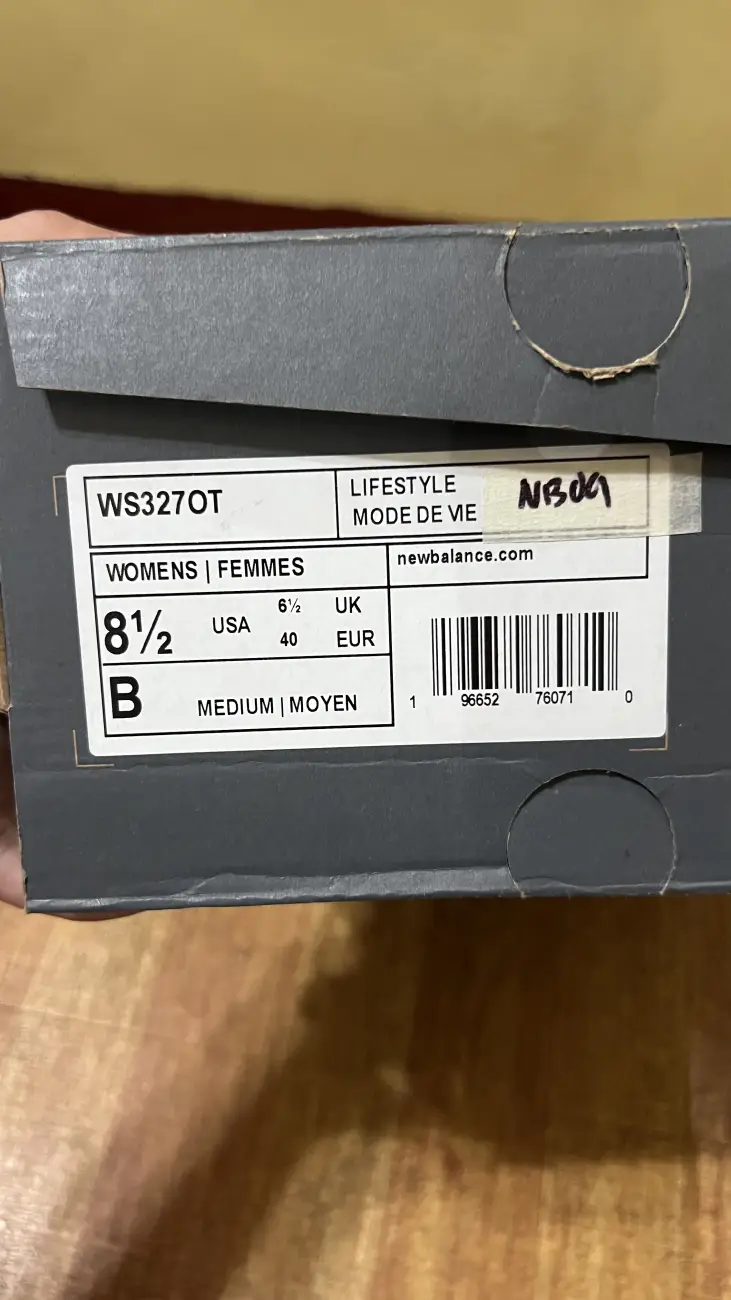 WS327OT
LIFESTYLE
MODE DE VIE
NB09
WOMENS | FEMMES
newbalance.com
8½ USA 6½ UK
40 EUR
B MEDIUM | MOYEN
1 96652 76071 0